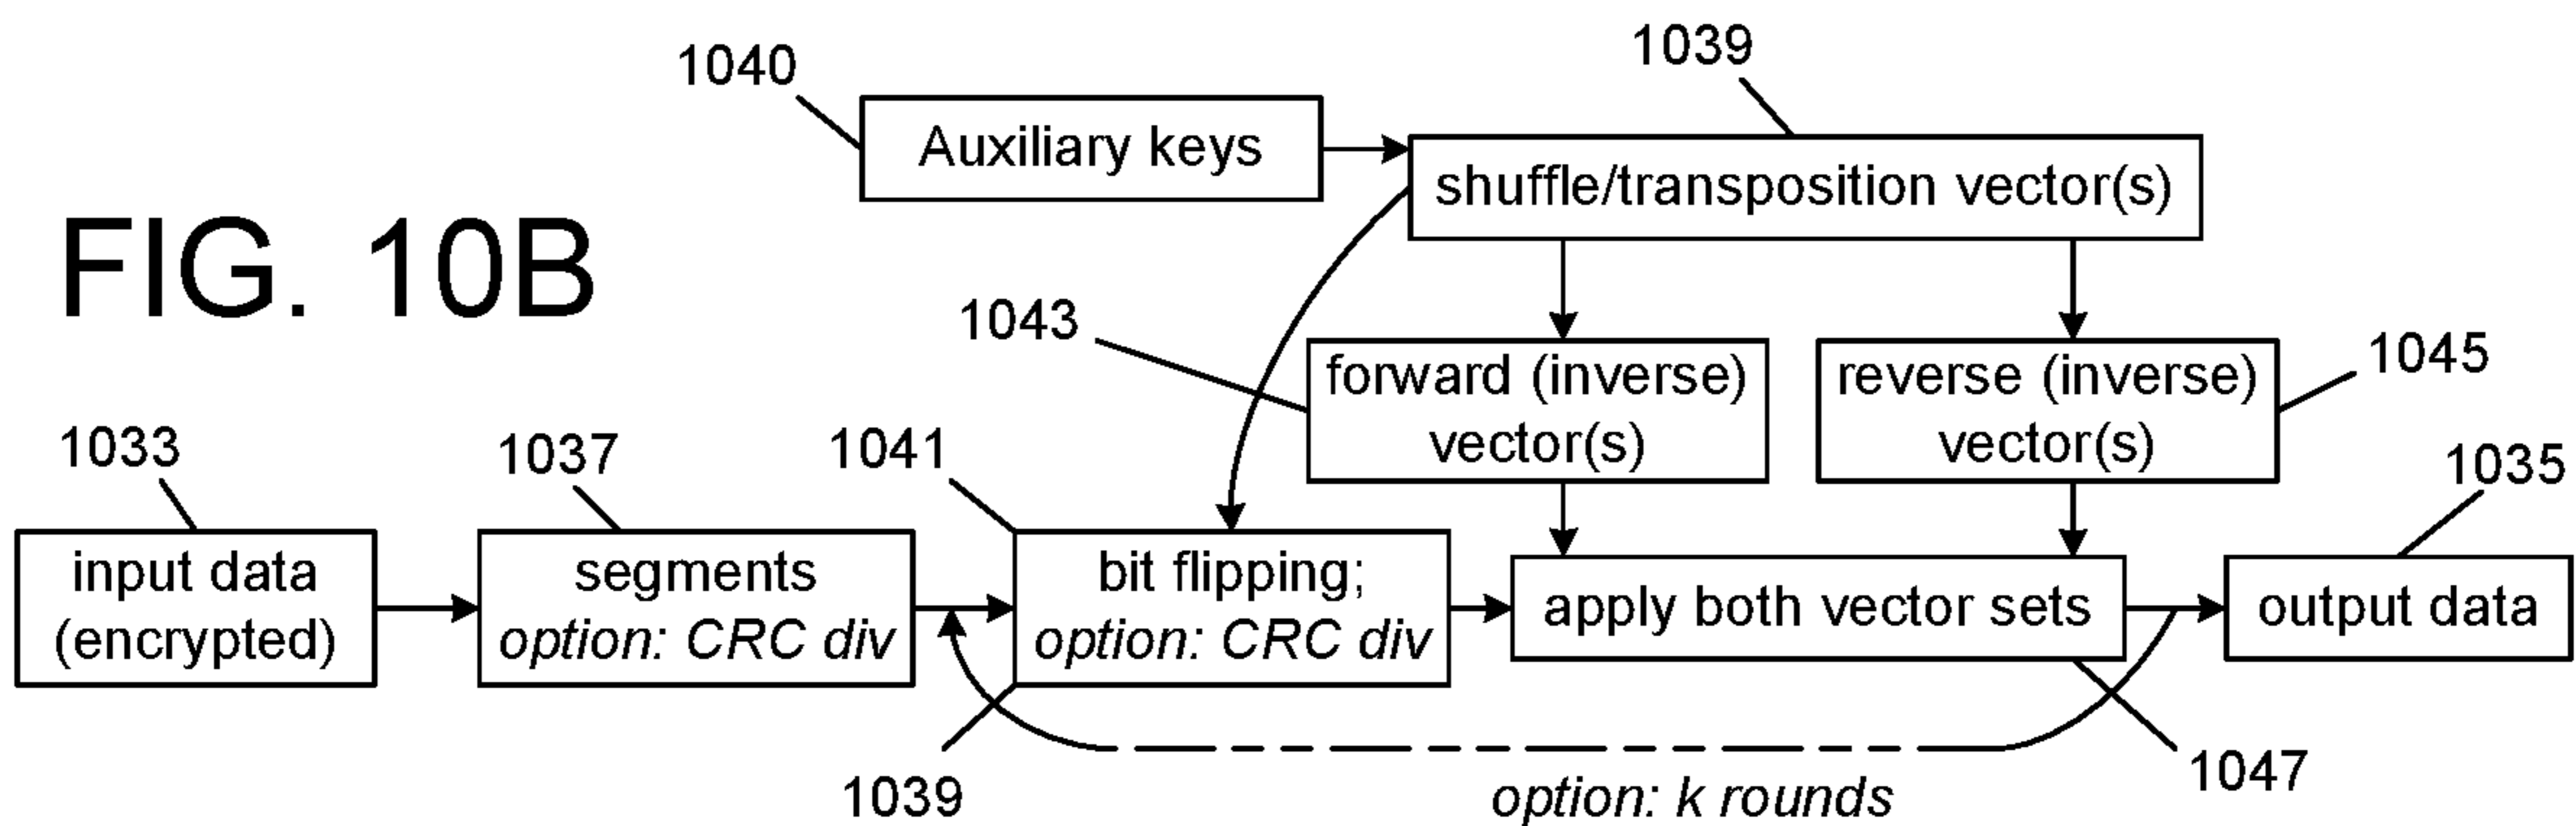 1039
1040
Auxiliary keys
shuffle/transposition vector(s)
FIG. 10B
1043
forward (inverse)
vector(s)
reverse (inverse)
vector(s)
1045
1033
1037
1041
1035
input data
(encrypted)
segments
option: CRC div
bit flipping;
option: CRC div
apply both vector sets
output data
1039
option: k rounds
1047